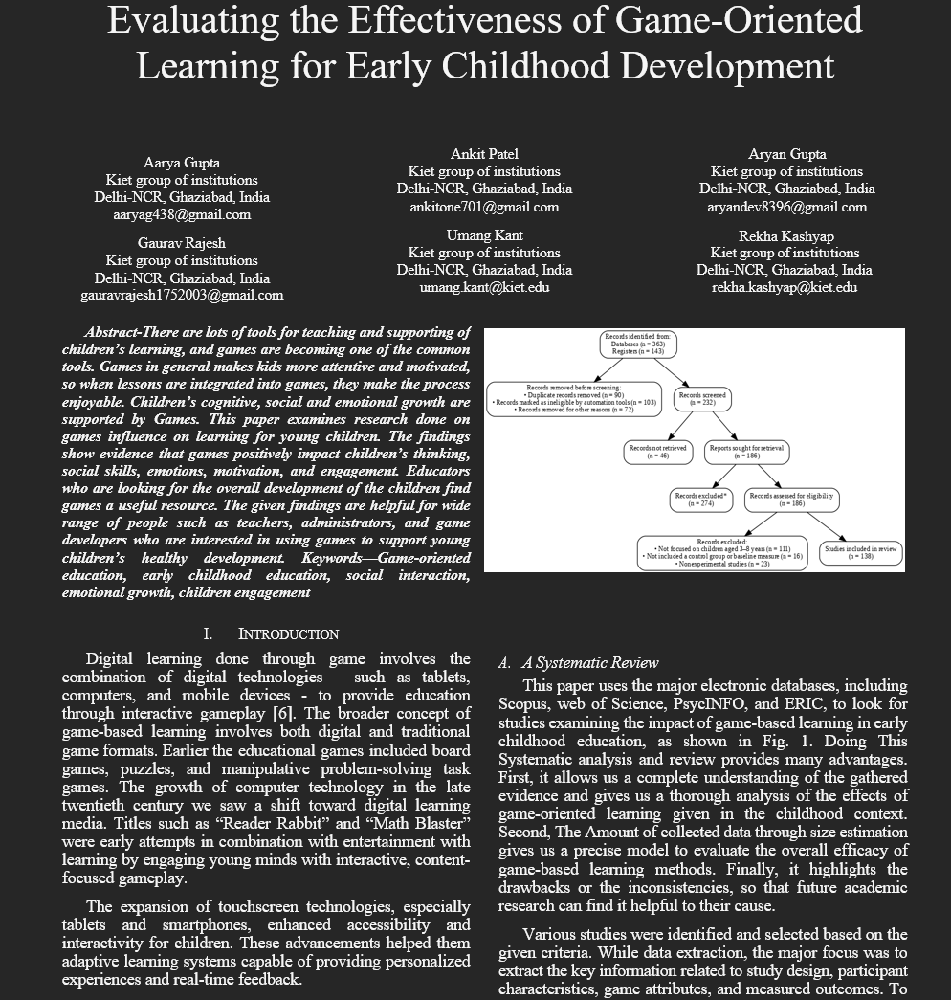 Evaluating the Effectiveness of Game-Oriented
Learning for Early Childhood Development
Aarya Gupta
Kiet group of institutions
Delhi-NCR, Ghaziabad, India
aaryag438@gmail.com
Ankit Patel
Kiet group of institutions
Delhi-NCR, Ghaziabad, India
ankitone701@gmail.com
Aryan Gupta
Kiet group of institutions
Delhi-NCR, Ghaziabad, India
aryandev8396@gmail.com
Gaurav Rajesh
Kiet group of institutions
Delhi-NCR, Ghaziabad, India
gauravrajesh1752003@gmail.com
Umang Kant
Kiet group of institutions
Delhi-NCR, Ghaziabad, India
umang.kant@kiet.edu
Rekha Kashyap
Kiet group of institutions
Delhi-NCR, Ghaziabad, India
rekha.kashyap@kiet.edu
Abstract-There are lots of tools for teaching and supporting of
children’s learning, and games are becoming one of the common
tools. Games in general makes kids more attentive and motivated,
so when lessons are integrated into games, they make the process
enjoyable. Children’s cognitive, social and emotional growth are
supported by Games. This paper examines research done on
games influence on learning for young children. The findings
show evidence that games positively impact children’s thinking,
social skills, emotions, motivation, and engagement. Educators
who are looking for the overall development of the children find
games a useful resource. The given findings are helpful for wide
range of people such as teachers, administrators, and game
developers who are interested in using games to support young
children’s healthy development. Keywords—Game-oriented
education, early childhood education, social interaction,
emotional growth, children engagement
I. INTRODUCTION
Digital learning done through game involves the
combination of digital technologies – such as tablets,
computers, and mobile devices - to provide education
through interactive gameplay [6]. The broader concept of
game-based learning involves both digital and traditional
game formats. Earlier the educational games included board
games, puzzles, and manipulative problem-solving task
games. The growth of computer technology in the late
twentieth century we saw a shift toward digital learning
media. Titles such as “Reader Rabbit” and “Math Blaster”
were early attempts in combination with entertainment with
learning by engaging young minds with interactive, content-
focused gameplay.
The expansion of touchscreen technologies, especially
tablets and smartphones, enhanced accessibility and
interactivity for children. These advancements helped them
adaptive learning systems capable of providing personalized
experiences and real-time feedback.
Records identified from:
Databases (n = 363)
Registers (n = 143)
Records removed before screening:
• Duplicate records removed (n = 90)
• Records marked as ineligible by automation tools (n = 103)
• Records removed for other reasons (n = 72)
Records screened
(n = 232)
Records not retrieved
(n = 46)
Reports sought for retrieval
(n = 186)
Records excluded*
(n = 274)
Records assessed for eligibility
(n = 186)
Records excluded:
• Not focused on children aged 3–8 years (n = 111)
• Not included a control group or baseline measure (n = 16)
• Nonexperimental studies (n = 23)
Studies included in review
(n = 138)
A. A Systematic Review
This paper uses the major electronic databases, including
Scopus, web of Science, PsycINFO, and ERIC, to look for
studies examining the impact of game-based learning in early
childhood education, as shown in Fig. 1. Doing This
Systematic analysis and review provides many advantages.
First, it allows us a complete understanding of the gathered
evidence and gives us a thorough analysis of the effects of
game-oriented learning given in the childhood context.
Second, The Amount of collected data through size estimation
gives us a precise model to evaluate the overall efficacy of
game-based learning methods. Finally, it highlights the
drawbacks or the inconsistencies, so that future academic
research can find it helpful to their cause.
Various studies were identified and selected based on the
given criteria. While data extraction, the major focus was to
extract the key information related to study design, participant
characteristics, game attributes, and measured outcomes. To